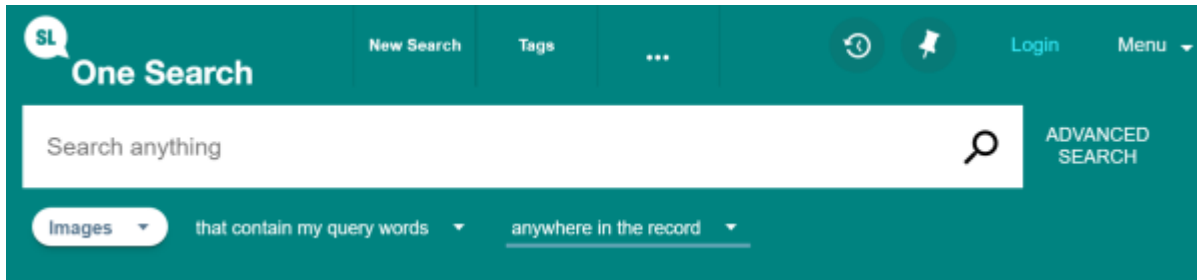 SL
One Search
New Search
Tags
...
Login
Menu
Search anything
ADVANCED
SEARCH
Images
that contain my query words
anywhere in the record